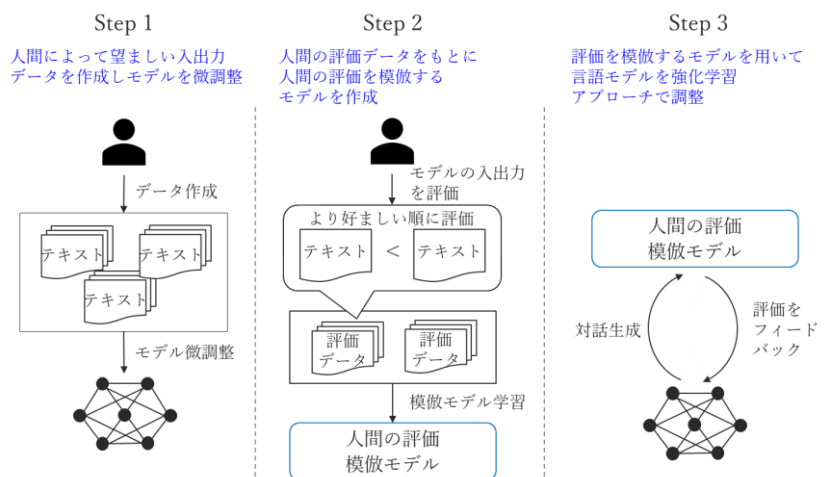 Step 1
人間によって望ましい入出力
データを作成しモデルを微調整
データ作成
テキスト
テキスト
テキスト
モデル微調整
Step 2
人間の評価データをもとに
人間の評価を模倣する
モデルを作成
モデルの入出力
を評価
より好ましい順に評価
テキスト < テキスト
評価
データ
評価
データ
模倣モデル学習
人間の評価
模倣モデル
Step 3
評価を模倣するモデルを用いて
言語モデルを強化学習
アプローチで調整
人間の評価
模倣モデル
対話生成
評価を
フィード
バック